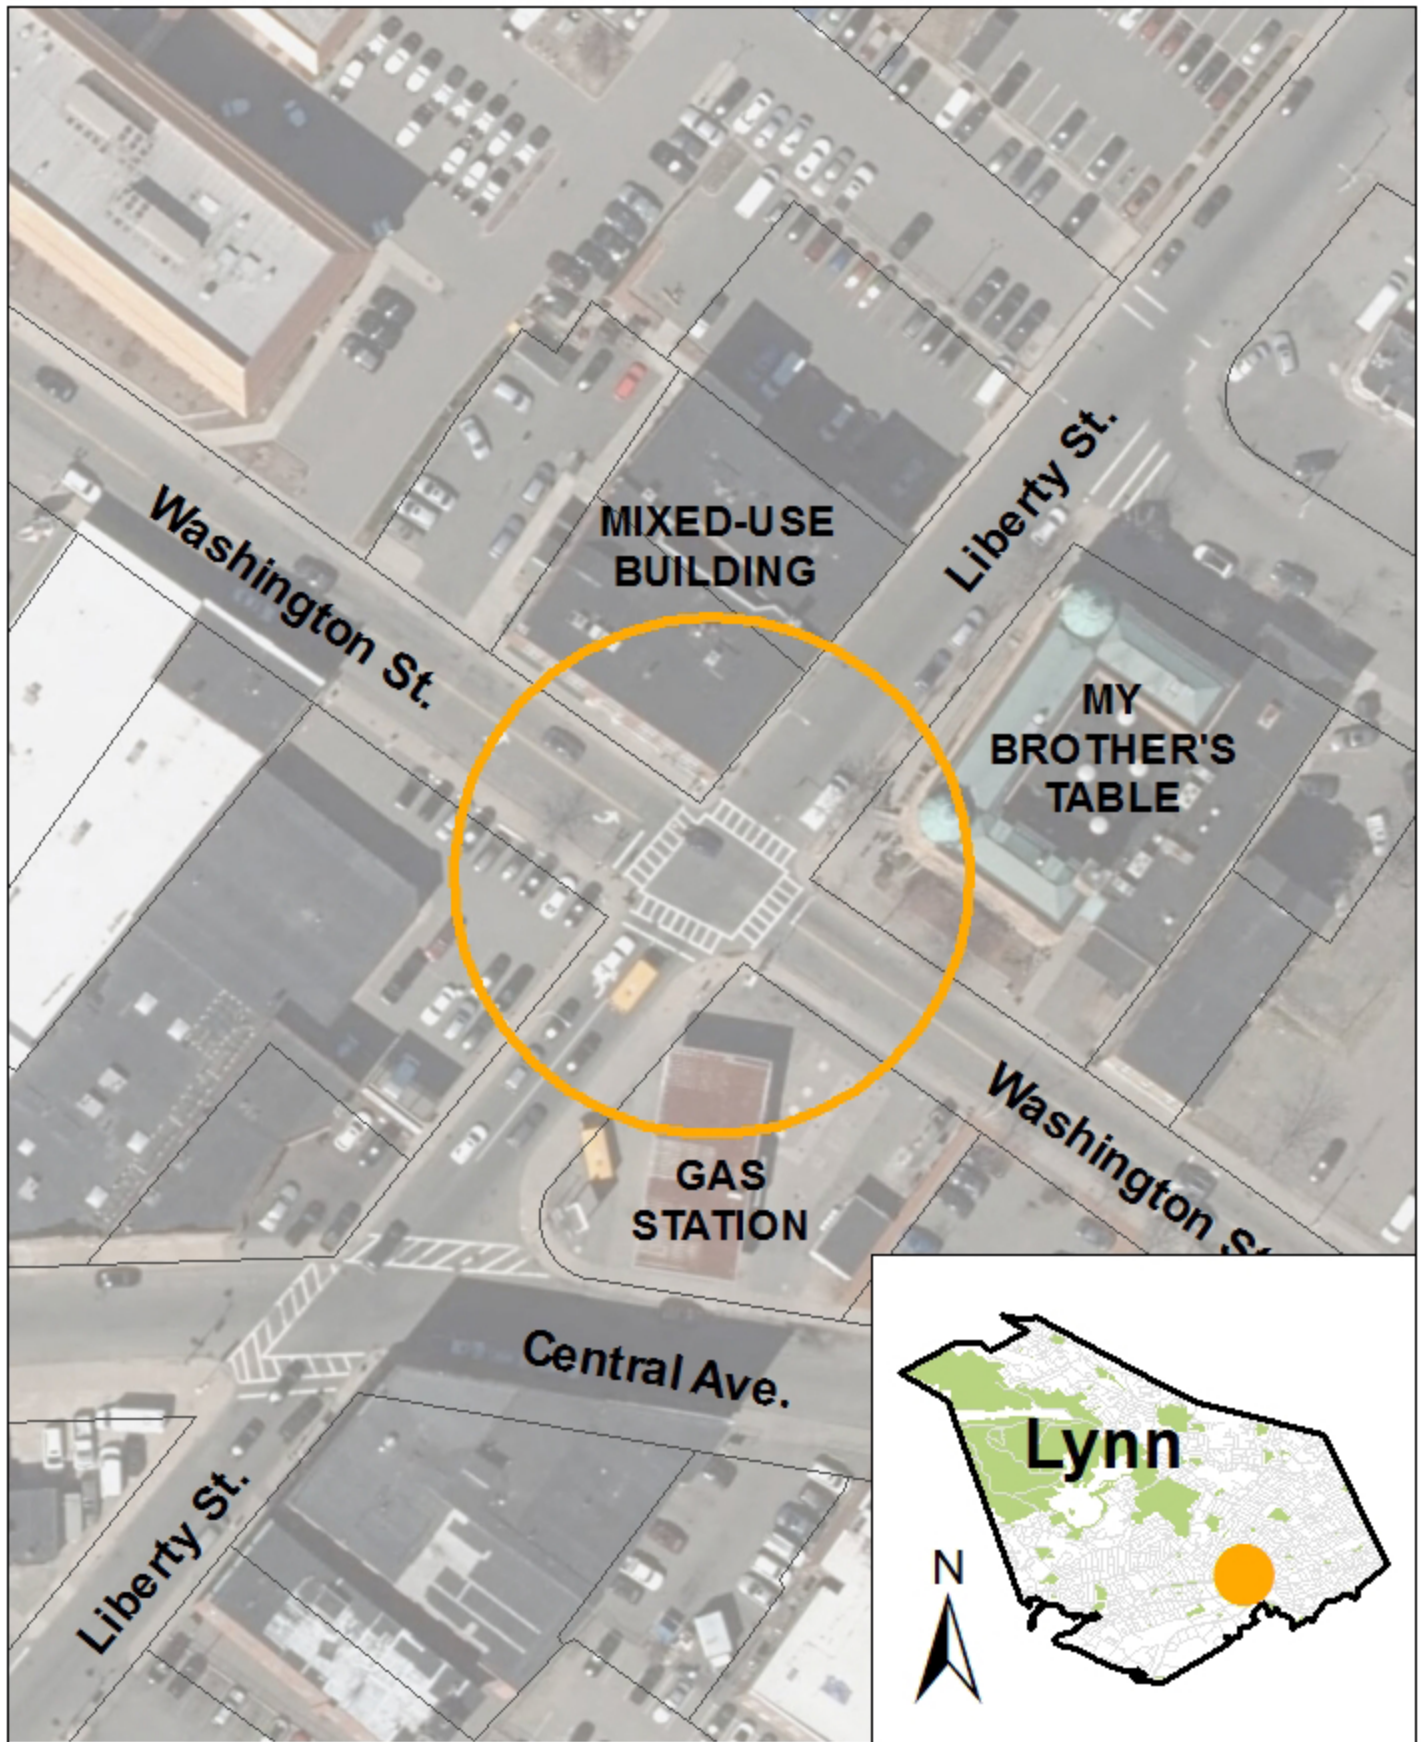 MIXED-USE
BUILDING
Liberty St.
Washington St.
MY
BROTHER'S
TABLE
Washington St.
GAS
STATION
Central Ave.
Liberty St.
Lynn
N